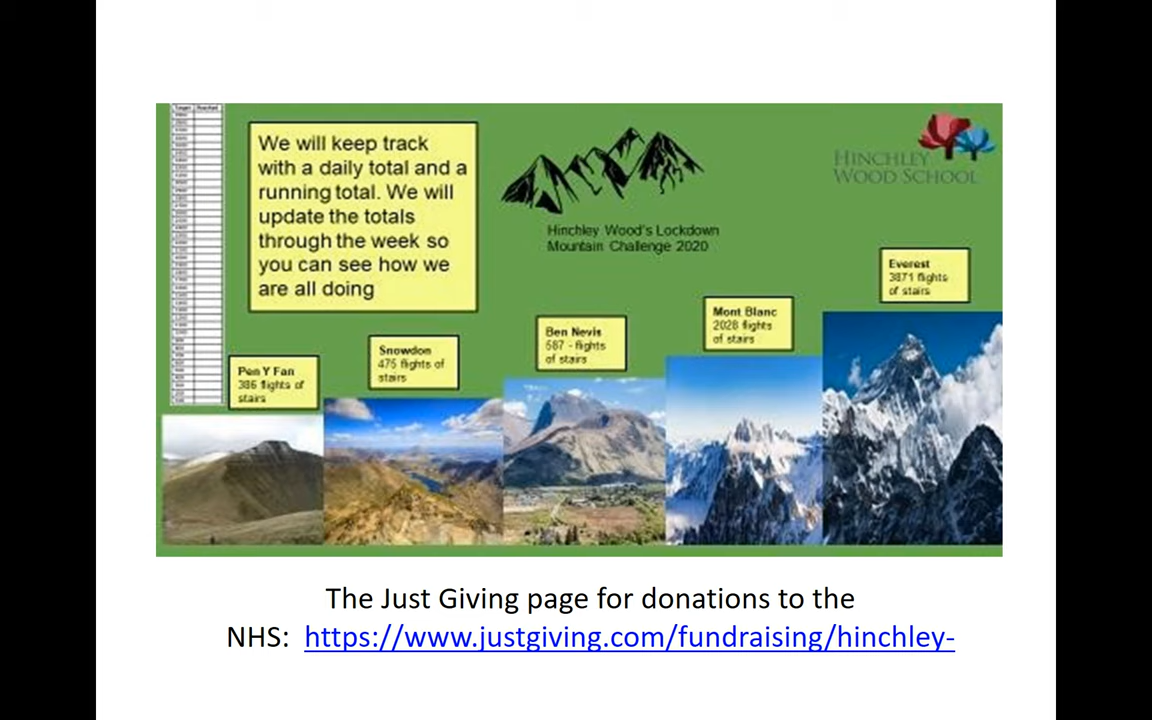 Target Reached
We will keep track
with a daily total and a
running total. We will
update the totals
through the week so
you can see how we
are all doing
Hinchley Wood's Lockdown
Mountain Challenge 2020
HINCHLEY
WOOD SCHOOL
Pen Y Fan
386 flights of
stairs
Snowdon
475 flights of
stairs
Ben Nevis
587 - flights
of stairs
Mont Blanc
2028 flights
of stairs
Everest
3871 flights
of stairs
The Just Giving page for donations to the
NHS: https://www.justgiving.com/fundraising/hinchley-